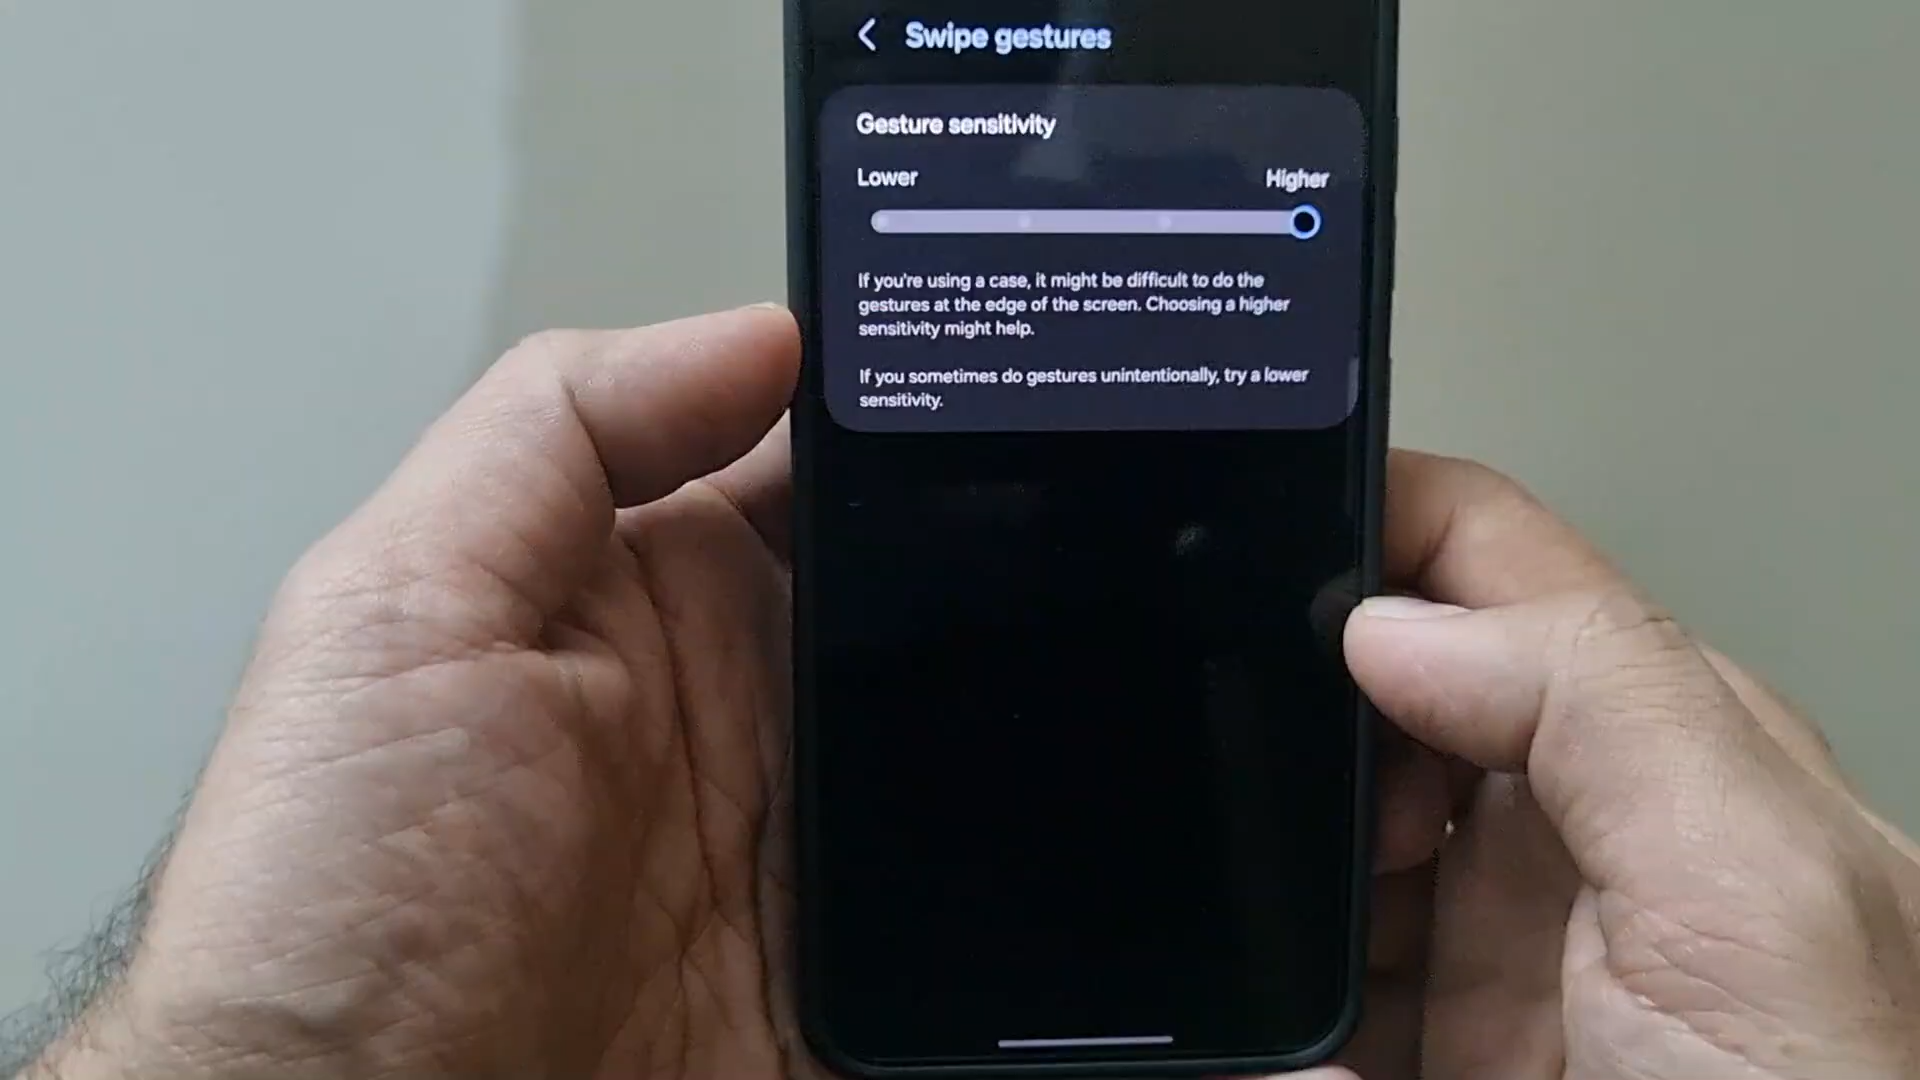 Swipe gestures
Gesture sensitivity
Lower Higher
If you're using a case, it might be difficult to do the
gestures at the edge of the screen. Choosing a higher
sensitivity might help.
If you sometimes do gestures unintentionally, try a lower
sensitivity.